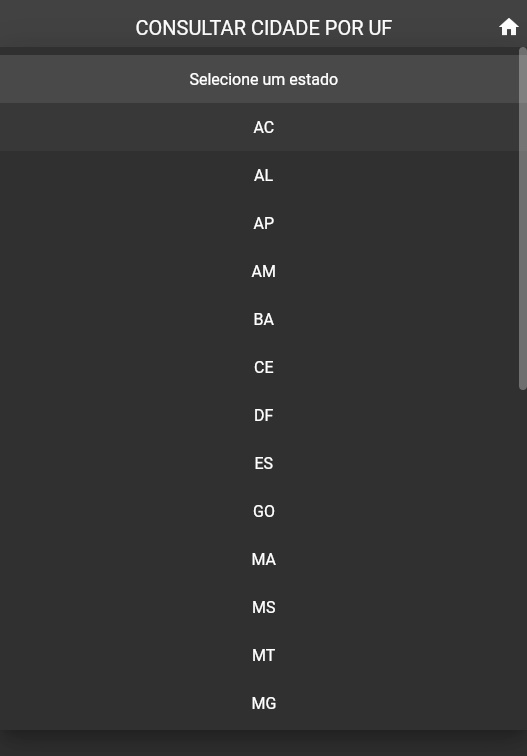 CONSULTAR CIDADE POR UF
Selecione um estado
AC
AL
AP
AM
BA
CE
DF
ES
GO
MA
MS
MT
MG